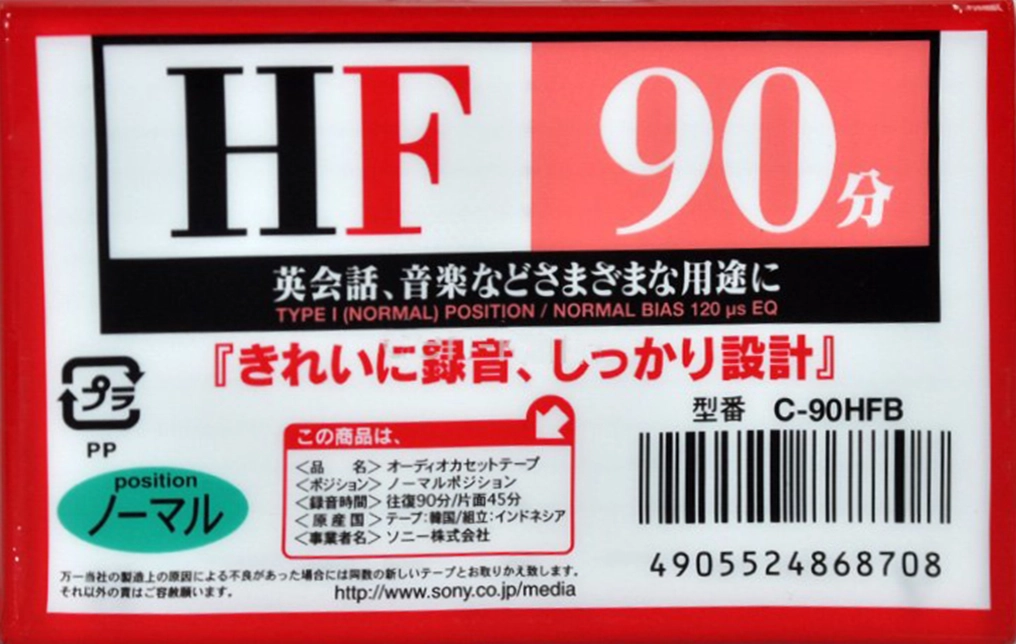 HF 90分
英会話、音楽などさまざまな用途に
TYPE I (NORMAL) POSITION / NORMAL BIAS 120 µs EQ
『きれいに録音、しっかり設計』
プラ
PP
position
ノーマル
この商品は、
<品　名> オーディオカセットテープ
<ポジション> ノーマルポジション
<録音時間> 往復90分/片面45分
<原産国> テープ:韓国/組立:インドネシア
<事業者名> ソニー株式会社
型番 C-90HFB
4905524868708
万一当社の製造上の原因による不良があった場合には同数の新しいテープとお取りかえ致します。
それ以外の責はご容赦願います。
http://www.sony.co.jp/media